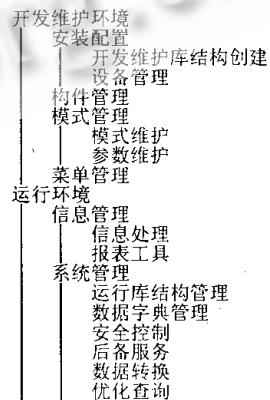 开发维护环境
安装配置
开发维护库结构创建
设备管理
构件管理
模式管理
模式维护
参数维护
菜单管理
运行环境
信息管理
信息处理
报表工具
系统管理
运行库结构管理
数据字典管理
安全控制
后备服务
数据转换
优化查询